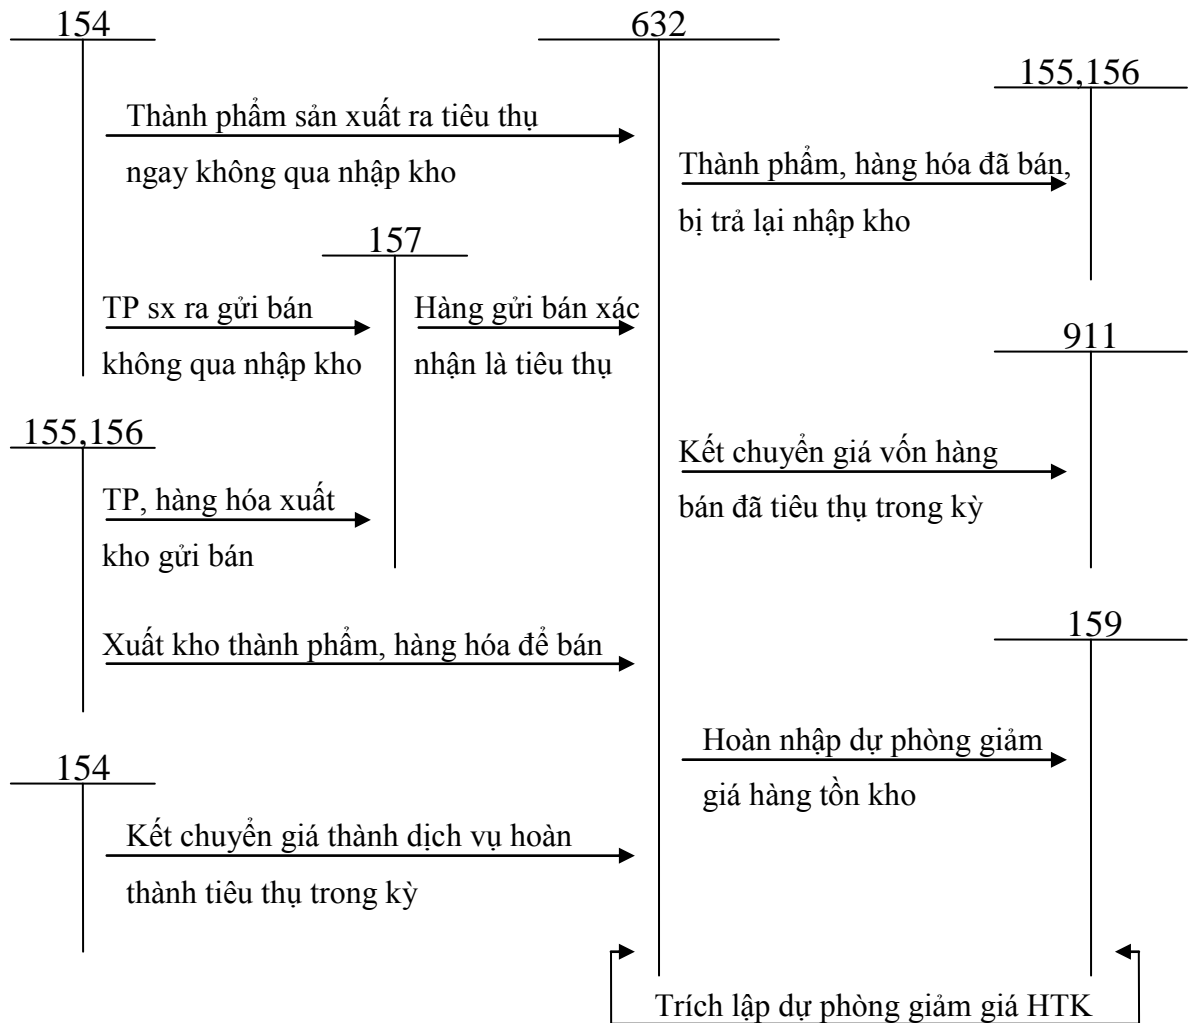 154
632
155,156
Thành phẩm sản xuất ra tiêu thụ
ngay không qua nhập kho
Thành phẩm, hàng hóa đã bán,
bị trả lại nhập kho
157
TP sx ra gửi bán
không qua nhập kho
Hàng gửi bán xác
nhận là tiêu thụ
911
155,156
Kết chuyển giá vốn hàng
bán đã tiêu thụ trong kỳ
TP, hàng hóa xuất
kho gửi bán
159
Xuất kho thành phẩm, hàng hóa để bán
Hoàn nhập dự phòng giảm
giá hàng tồn kho
154
Kết chuyển giá thành dịch vụ hoàn
thành tiêu thụ trong kỳ
Trích lập dự phòng giảm giá HTK